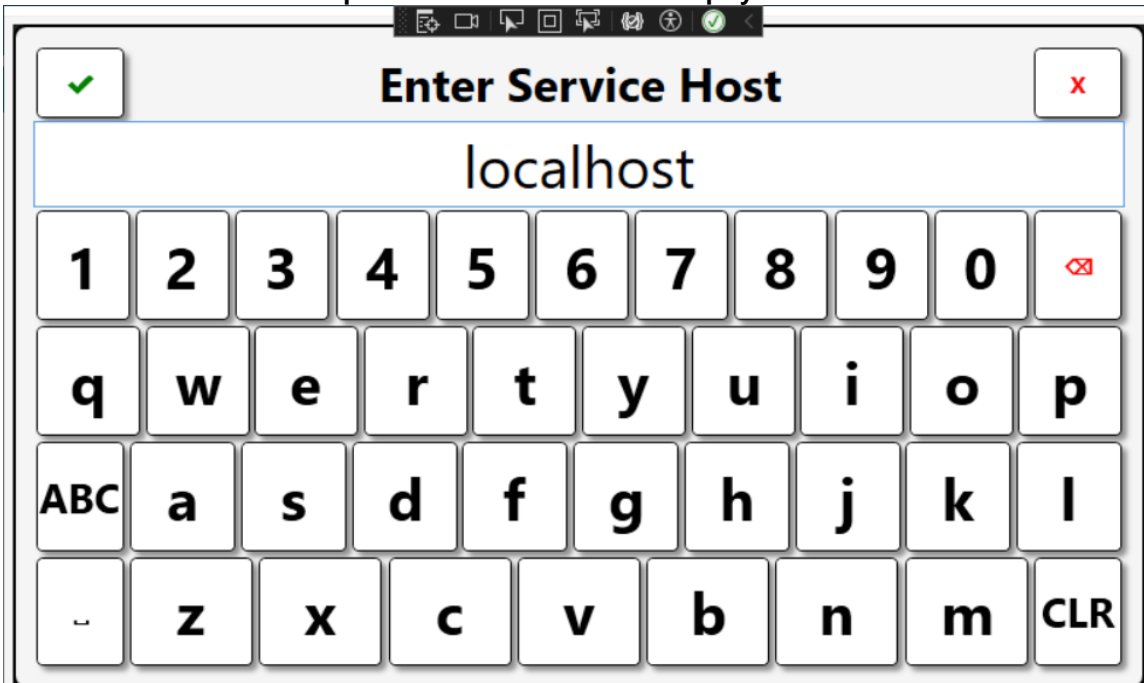 Enter Service Host
x
localhost
1 2 3 4 5 6 7 8 9 0
q w e r t y u i o p
ABC a s d f g h j k l
z x c v b n m CLR